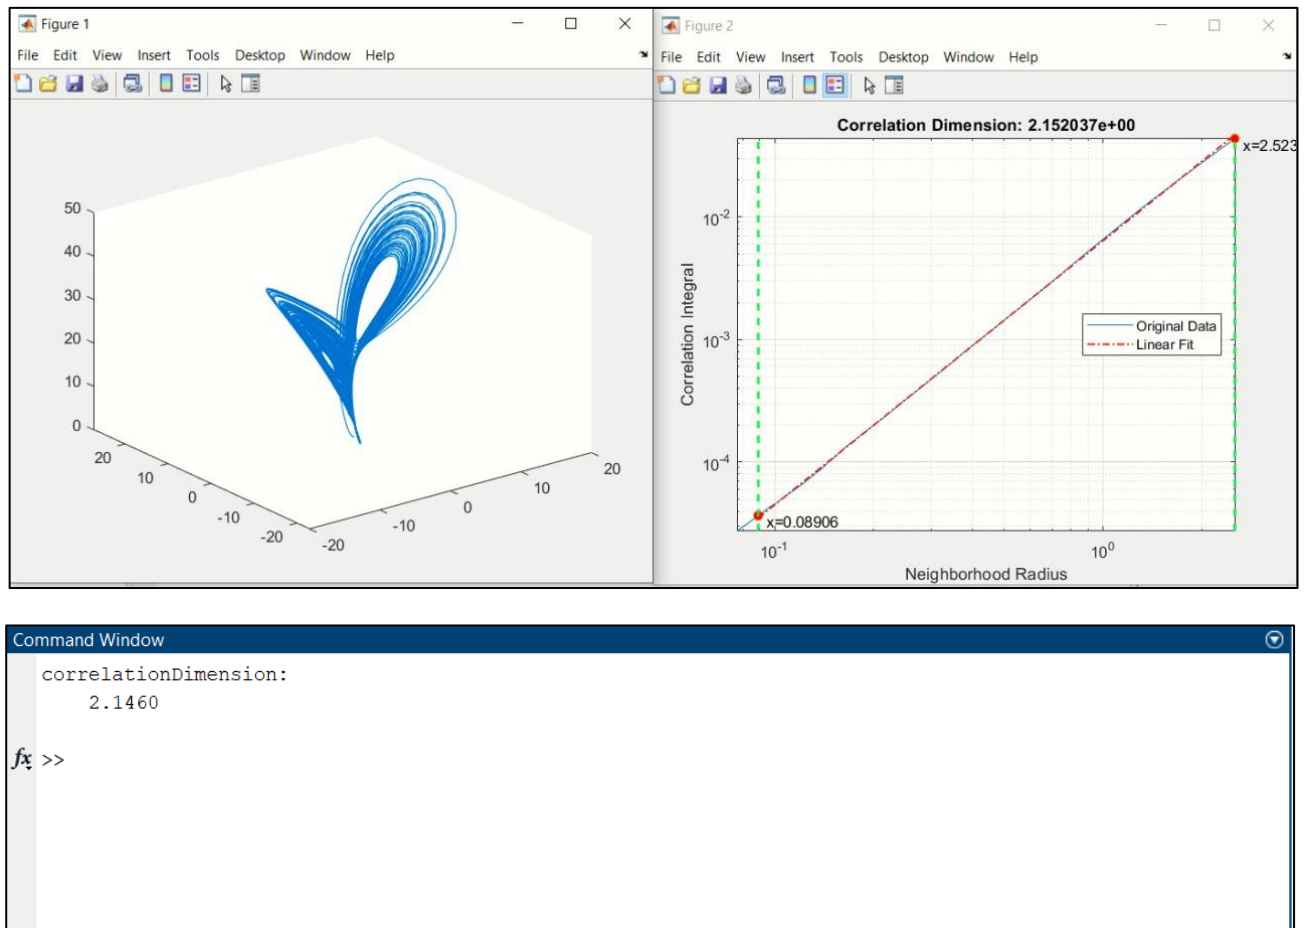 Figure 1
File Edit View Insert Tools Desktop Window Help
50
40
30
20
10
0
20
10
0
-10
-20
-20
-10
0
10
20
Figure 2
File Edit View Insert Tools Desktop Window Help
Correlation Dimension: 2.152037e+00
x=2.523
10-2
10-3
10-4
Correlation Integral
Original Data
Linear Fit
x=0.08906
10-1
100
Neighborhood Radius
Command Window
correlationDimension:
2.1460
fx >>